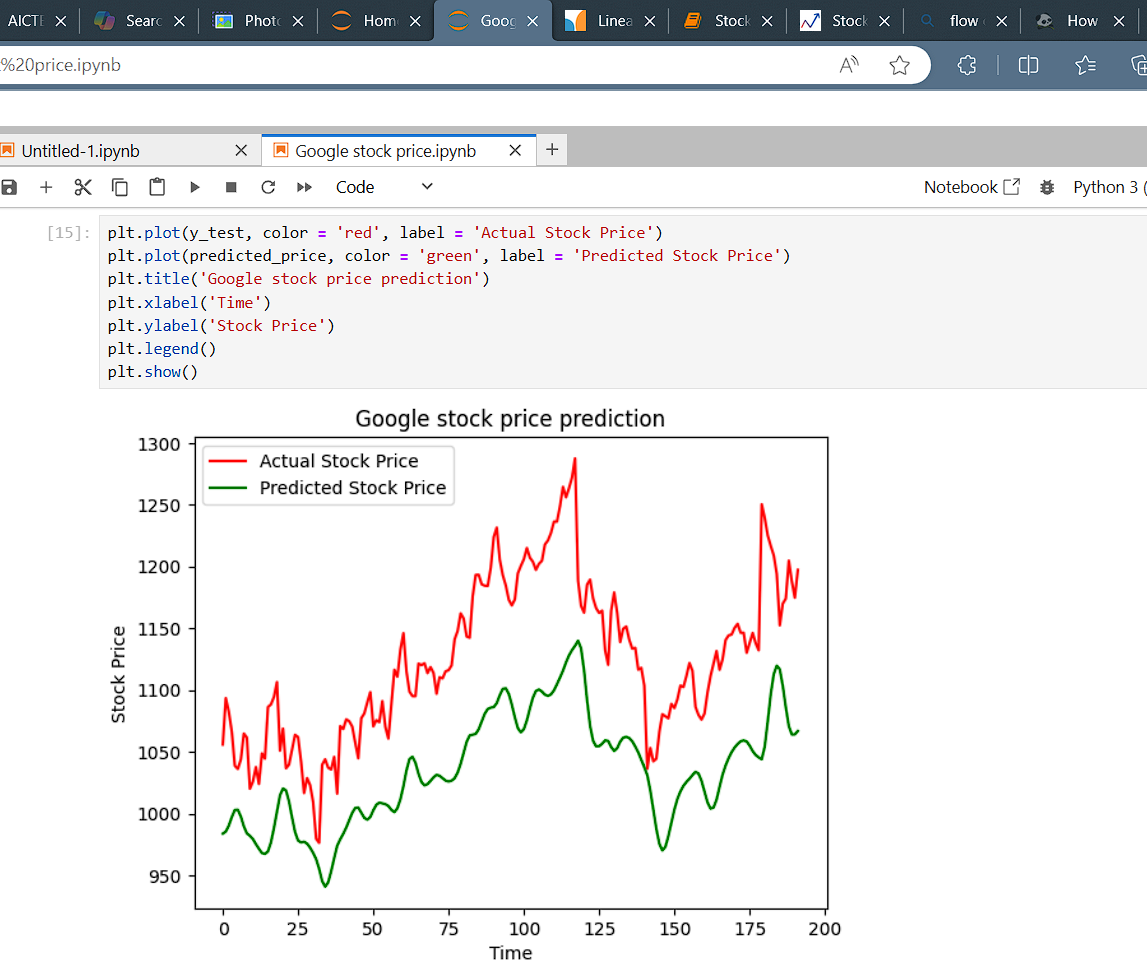 AICTE
Searc
Photo
Hom
Goog
Linea
Stock
Stock
flow
How
%20price.ipynb
Untitled-1.ipynb
Google stock price.ipynb
Code
Notebook
Python 3 (
[15]:
plt.plot(y_test, color = 'red', label = 'Actual Stock Price')
plt.plot(predicted_price, color = 'green', label = 'Predicted Stock Price')
plt.title('Google stock price prediction')
plt.xlabel('Time')
plt.ylabel('Stock Price')
plt.legend()
plt.show()
Google stock price prediction
Actual Stock Price
Predicted Stock Price
1300
1250
1200
1150
1100
1050
1000
950
Stock Price
0 25 50 75 100 125 150 175 200
Time